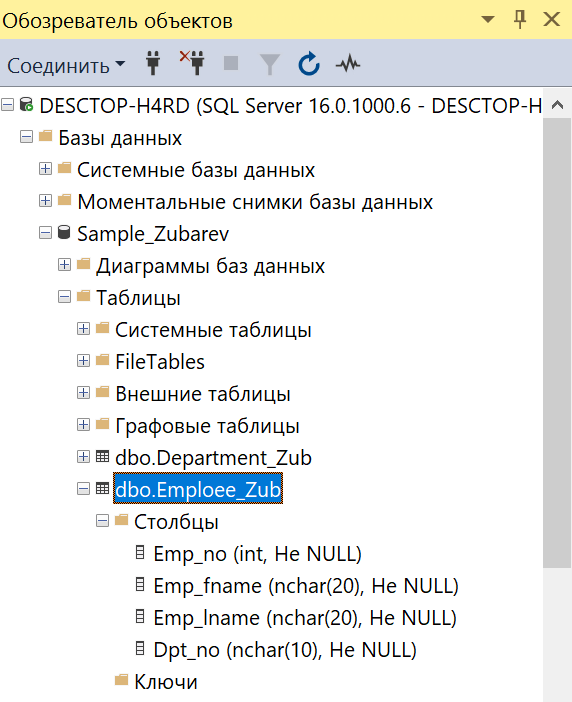 Обозреватель объектов
Соединить
DESCTOP-H4RD (SQL Server 16.0.1000.6 - DESCTOP-H
Базы данных
Системные базы данных
Моментальные снимки базы данных
Sample_Zubarev
Диаграммы баз данных
Таблицы
Системные таблицы
FileTables
Внешние таблицы
Графовые таблицы
dbo.Department_Zub
dbo.Emploee_Zub
Столбцы
Emp_no (int, Не NULL)
Emp_fname (nchar(20), Не NULL)
Emp_lname (nchar(20), Не NULL)
Dpt_no (nchar(10), Не NULL)
Ключи